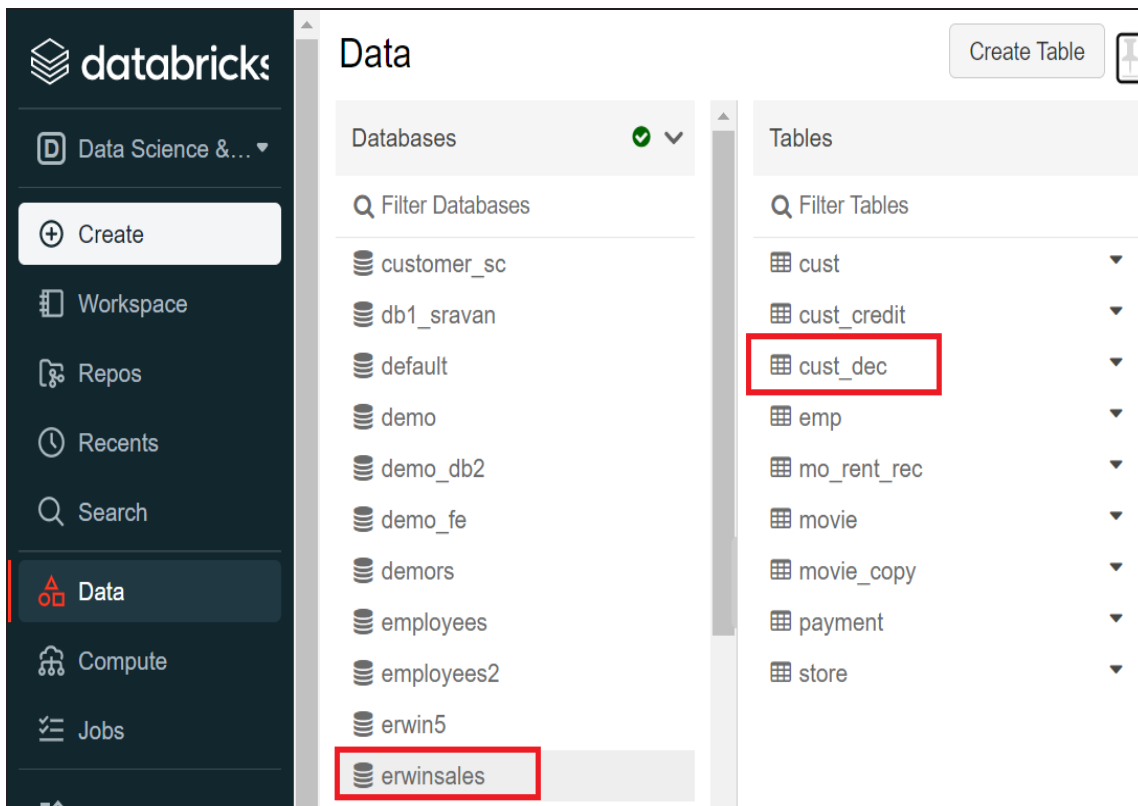 databricks
D Data Science &...
Create
Workspace
Repos
Recents
Search
Data
Compute
Jobs
Data
Create Table
Databases
Filter Databases
customer_sc
db1_sravan
default
demo
demo_db2
demo_fe
demors
employees
employees2
erwin5
erwinsales
Tables
Filter Tables
cust
cust_credit
cust_dec
emp
mo_rent_rec
movie
movie_copy
payment
store